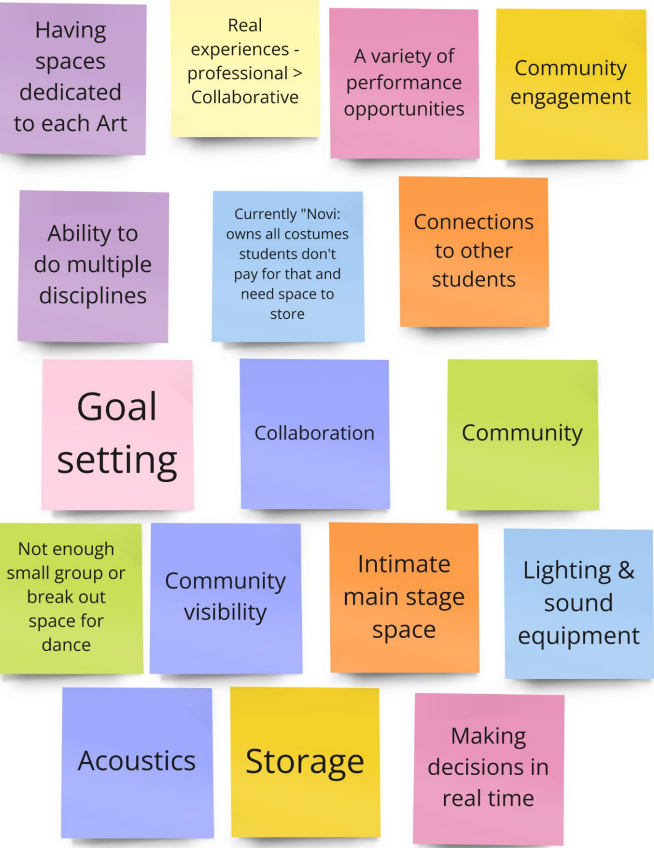 Having
spaces
dedicated
to each Art
Real
experiences -
professional >
Collaborative
A variety of
performance
opportunities
Community
engagement
Ability to
do multiple
disciplines
Currently "Novi:
owns all costumes
students don't
pay for that and
need space to
store
Connections
to other
students
Goal
setting
Collaboration
Community
Not enough
small group or
break out
space for
dance
Community
visibility
Intimate
main stage
space
Lighting &
sound
equipment
Acoustics
Storage
Making
decisions in
real time